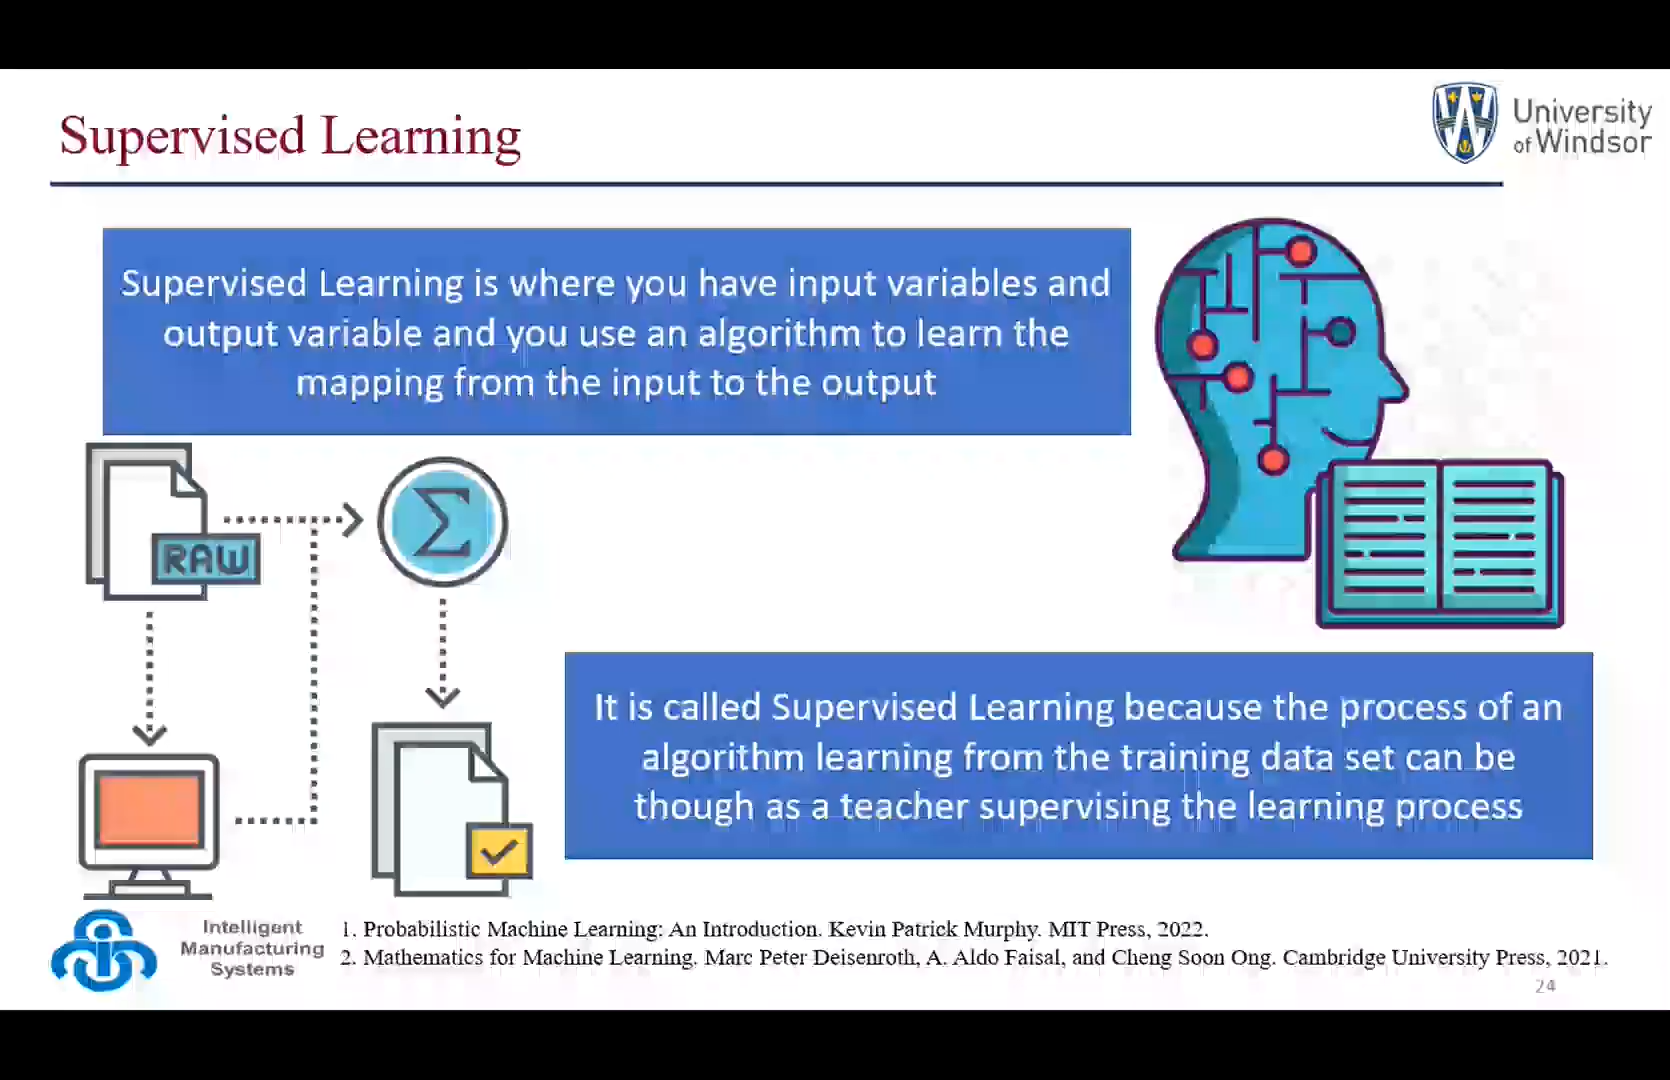 Supervised Learning
University
of Windsor
Supervised Learning is where you have input variables and
output variable and you use an algorithm to learn the
mapping from the input to the output
RAW
Σ
It is called Supervised Learning because the process of an
algorithm learning from the training data set can be
though as a teacher supervising the learning process
Intelligent
Manufacturing
Systems
1. Probabilistic Machine Learning: An Introduction. Kevin Patrick Murphy. MIT Press, 2022.
2. Mathematics for Machine Learning. Marc Peter Deisenroth, A. Aldo Faisal, and Cheng Soon Ong. Cambridge University Press, 2021.
24